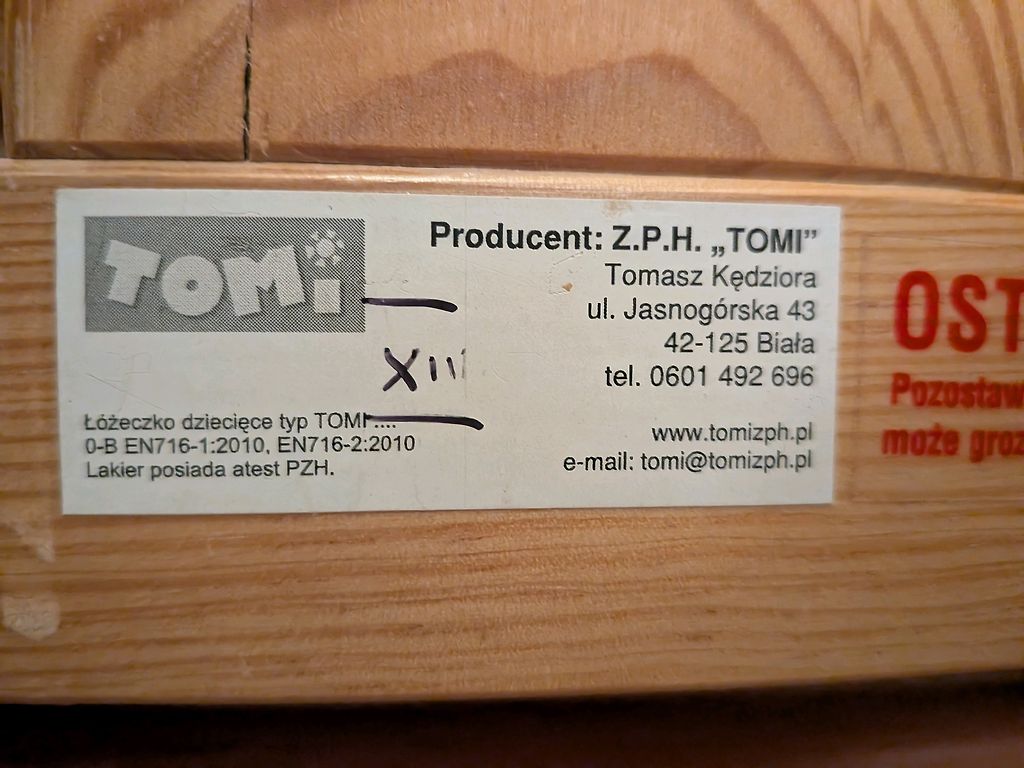 TOMi
Producent: Z.P.H. „TOMI”
Tomasz Kędziora
ul. Jasnogórska 43
42-125 Biała
tel. 0601 492 696
XIII
Łóżeczko dziecięce typ TOMI....
0-B EN716-1:2010, EN716-2:2010
Lakier posiada atest PZH.
www.tomizph.pl
e-mail: tomi@tomizph.pl
OST
Pozostaw
może groz